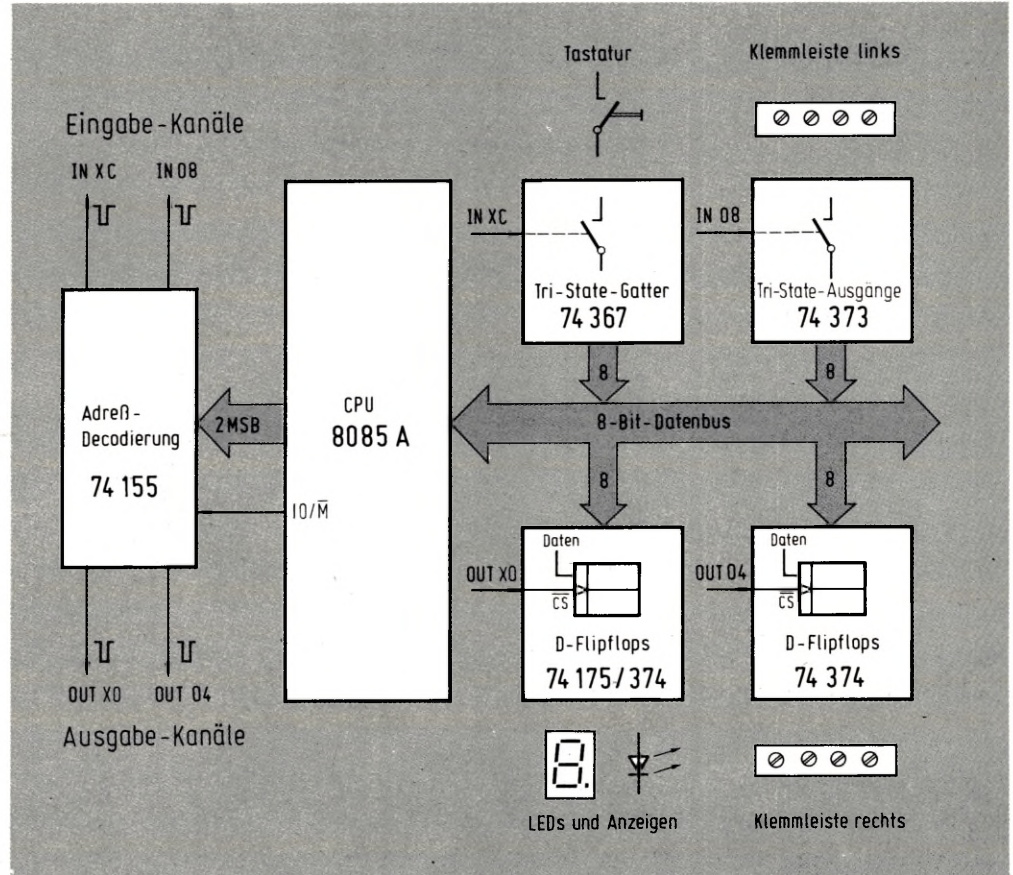 Tastatur
Klemmleiste links
Eingabe-Kanäle
IN XC IN 08
IN XC
IN 08
Tri-State-Gatter
74 367
Tri-State-Ausgänge
74 373
8
8
Adreß-
Decodierung
74 155
2MSB
CPU
8085 A
8-Bit-Datenbus
IO/M̅
8
8
Daten
OUT X0
C̅S̅
D-Flipflops
74 175/374
Daten
OUT 04
C̅S̅
D-Flipflops
74 374
OUT X0 OUT 04
Ausgabe-Kanäle
8.
LEDs und Anzeigen
Klemmleiste rechts